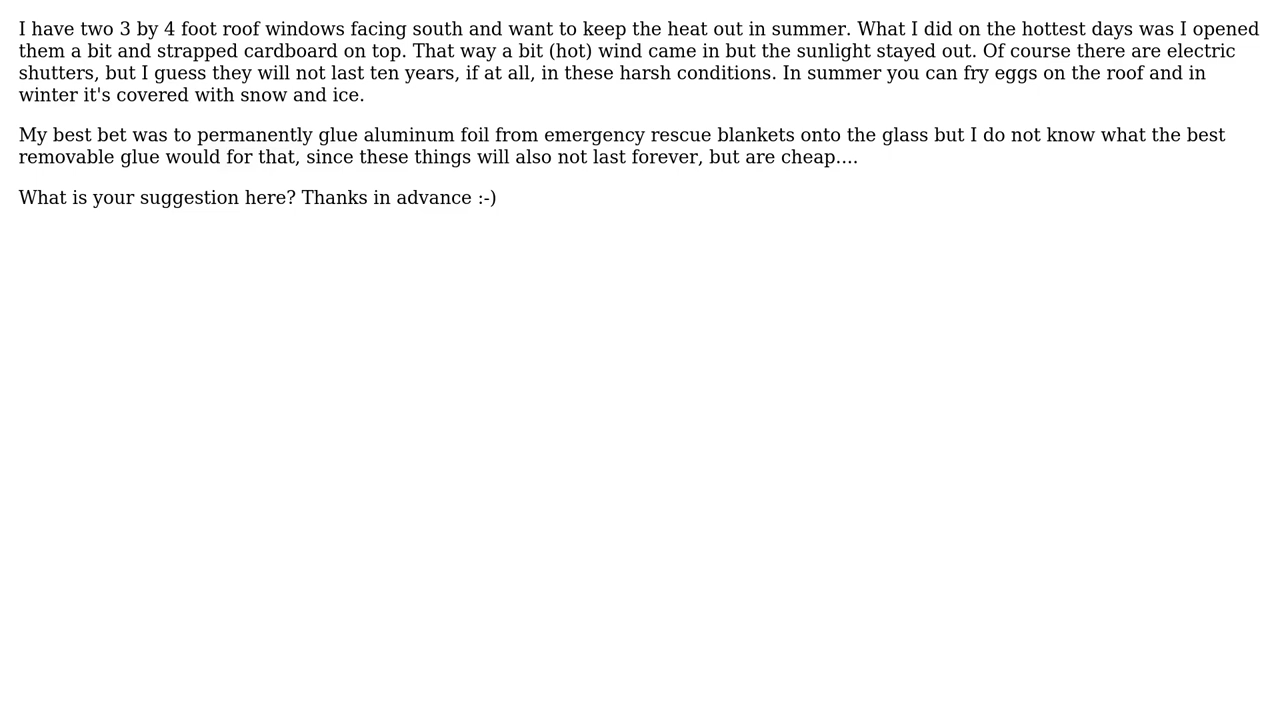 I have two 3 by 4 foot roof windows facing south and want to keep the heat out in summer. What I did on the hottest days was I opened
them a bit and strapped cardboard on top. That way a bit (hot) wind came in but the sunlight stayed out. Of course there are electric
shutters, but I guess they will not last ten years, if at all, in these harsh conditions. In summer you can fry eggs on the roof and in
winter it's covered with snow and ice.
My best bet was to permanently glue aluminum foil from emergency rescue blankets onto the glass but I do not know what the best
removable glue would for that, since these things will also not last forever, but are cheap....
What is your suggestion here? Thanks in advance :-)